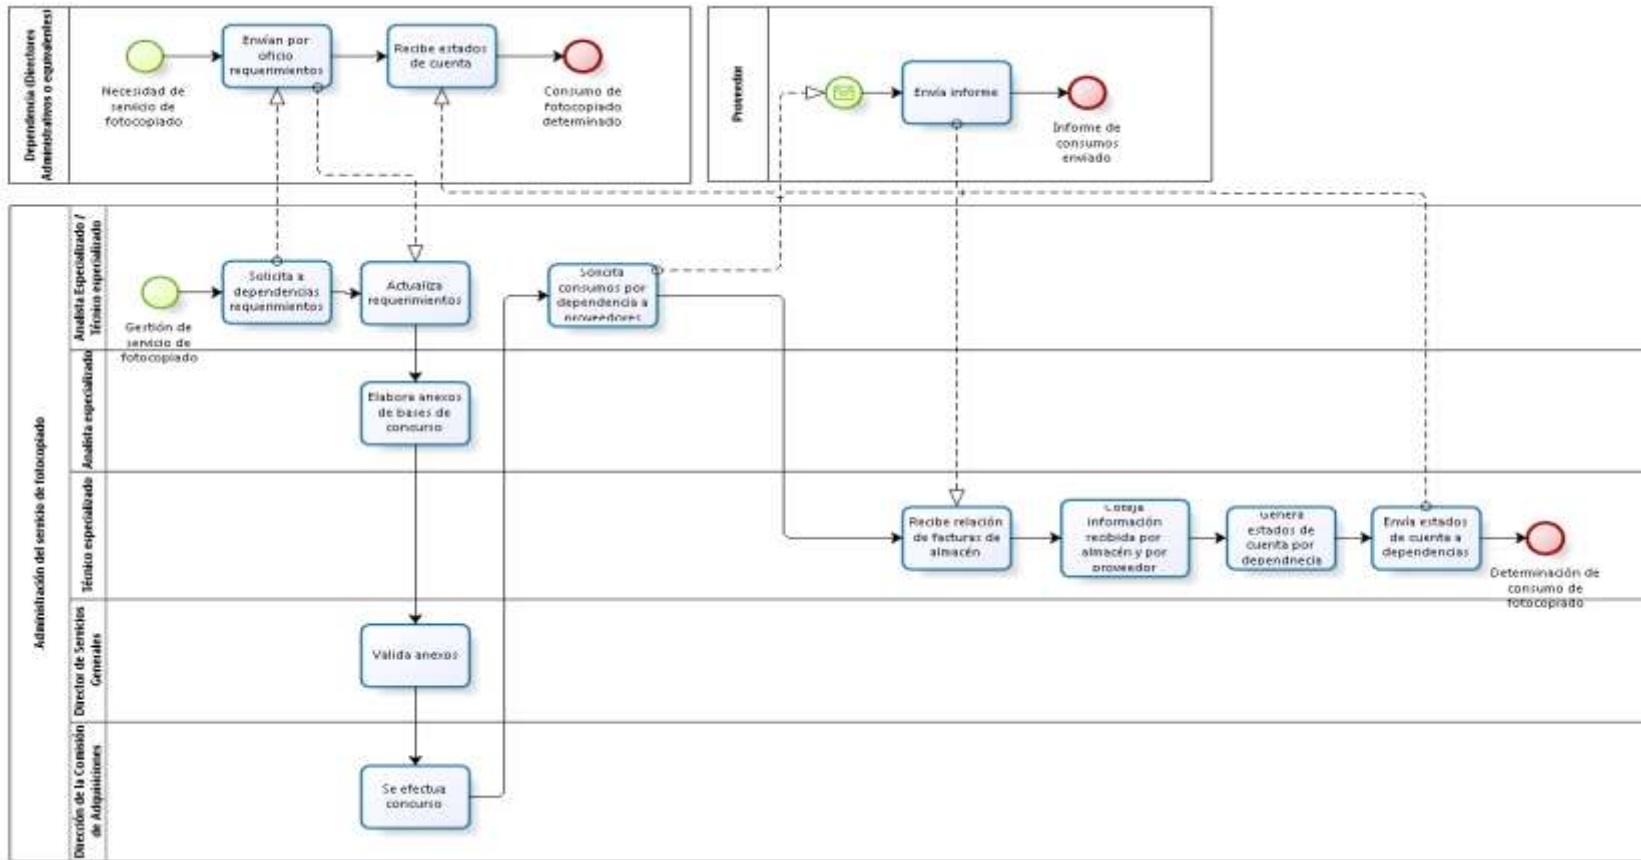 Dependencia (Directores
Administrativos o equivalentes)
Necesidad de
servicio de
fotocopiado
Envían por
oficio
requerimientos
Recibe estados
de cuenta
Consumo de
fotocopiado
determinado
Proveedor
Envía informe
Informe de
consumos
enviado
Administración del servicio de fotocopiado
Analista Especializado /
Técnico especializado
Gestión de
servicio de
fotocopiado
Solicita a
dependencias
requerimientos
Actualiza
requerimientos
Solicita
consumos por
dependencia a
proveedores
Analista especializado
Elabora anexos
de bases de
concurso
Técnico especializado
Recibe relación
de facturas de
almacén
Coteja
información
recibida por
almacén y por
proveedor
Genera
estados de
cuenta por
dependnecia
Envía estados
de cuenta a
dependencias
Determinación de
consumo de
fotocopiado
Director de Servicios
Generales
Valida anexos
Dirección de la Comisión
de Adquisiciones
Se efectua
concurso